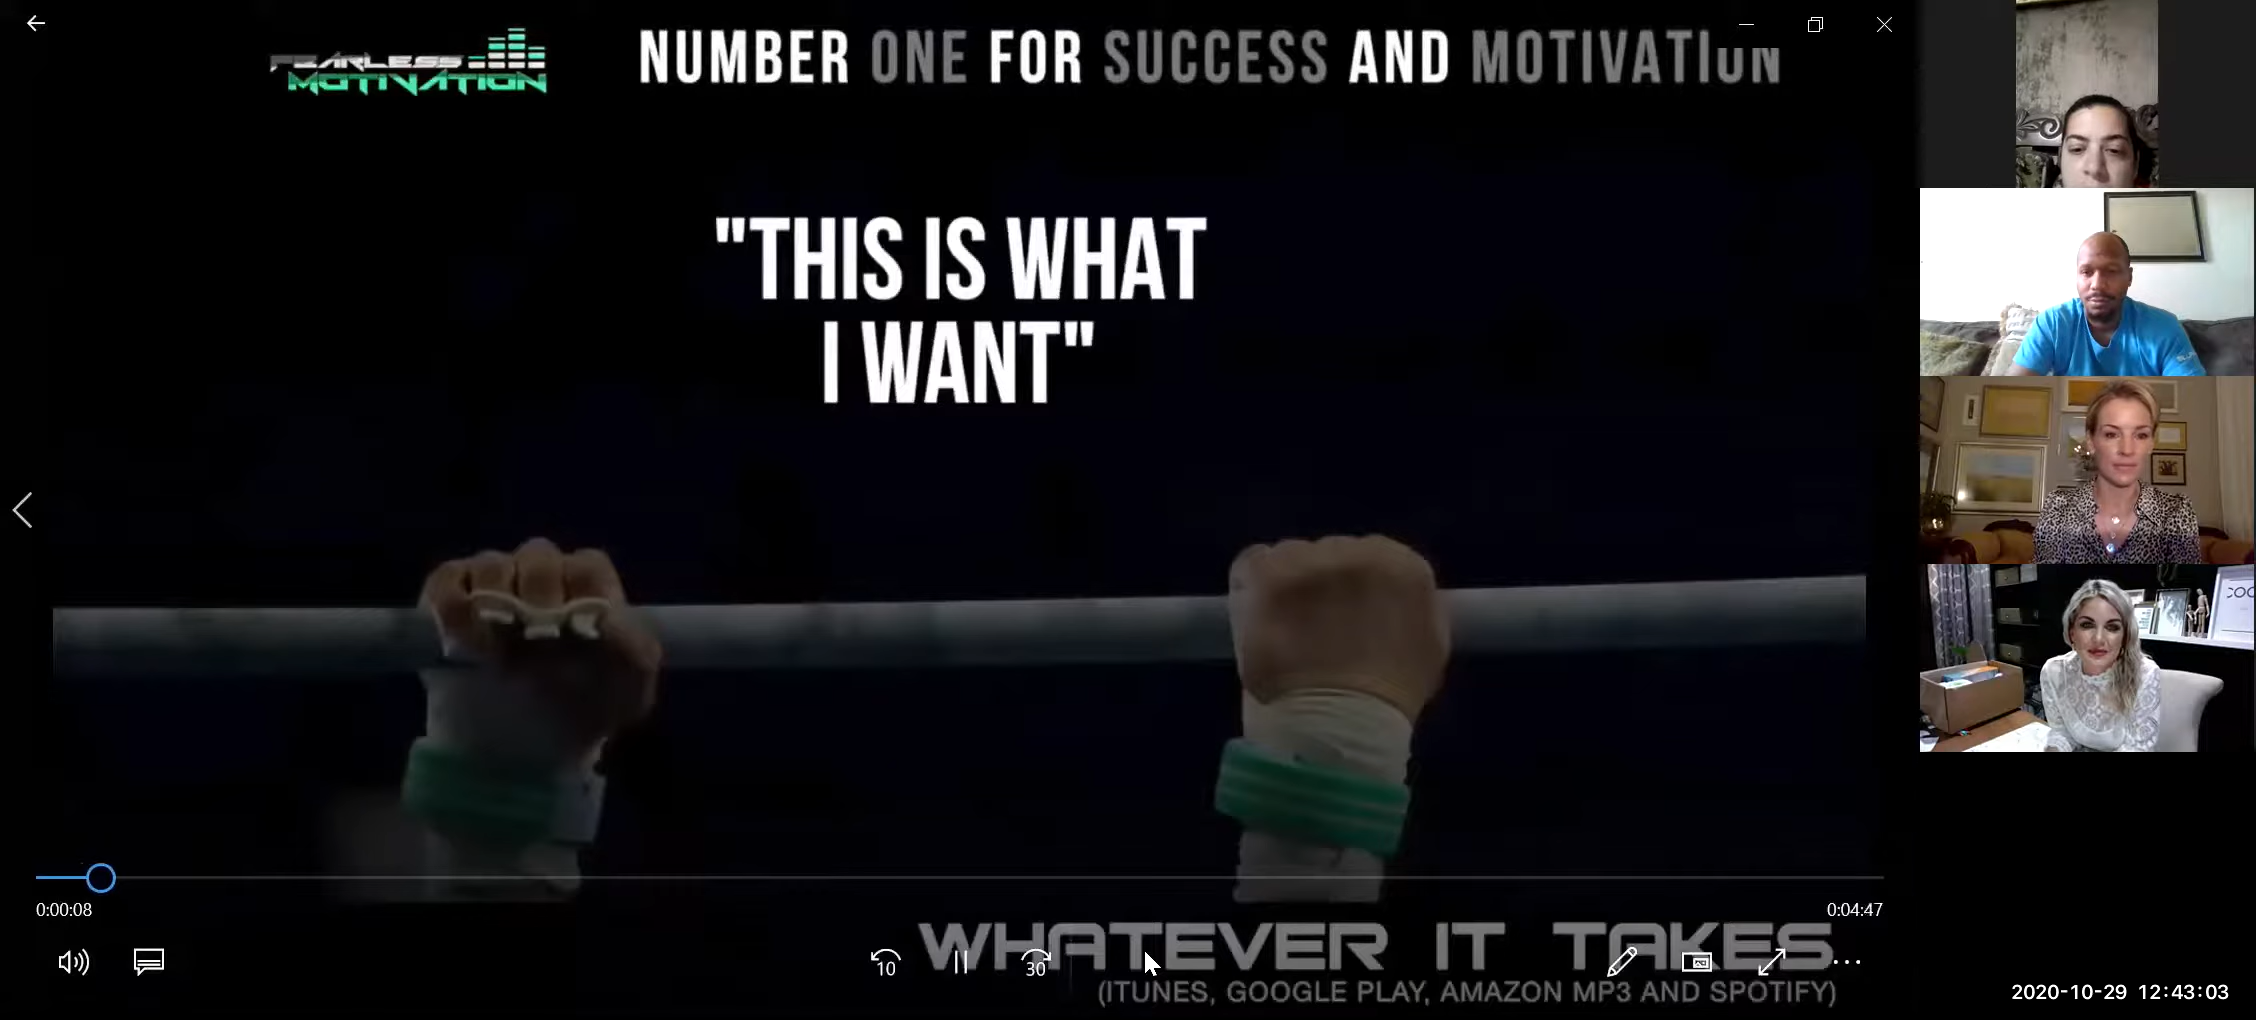 FEARLESS
MOTIVATION
NUMBER ONE FOR SUCCESS AND MOTIVATION
"THIS IS WHAT
I WANT"
0:00:08
0:04:47
10
30
WHATEVER IT TAKES
(ITUNES, GOOGLE PLAY, AMAZON MP3 AND SPOTIFY)
2020-10-29 12:43:03